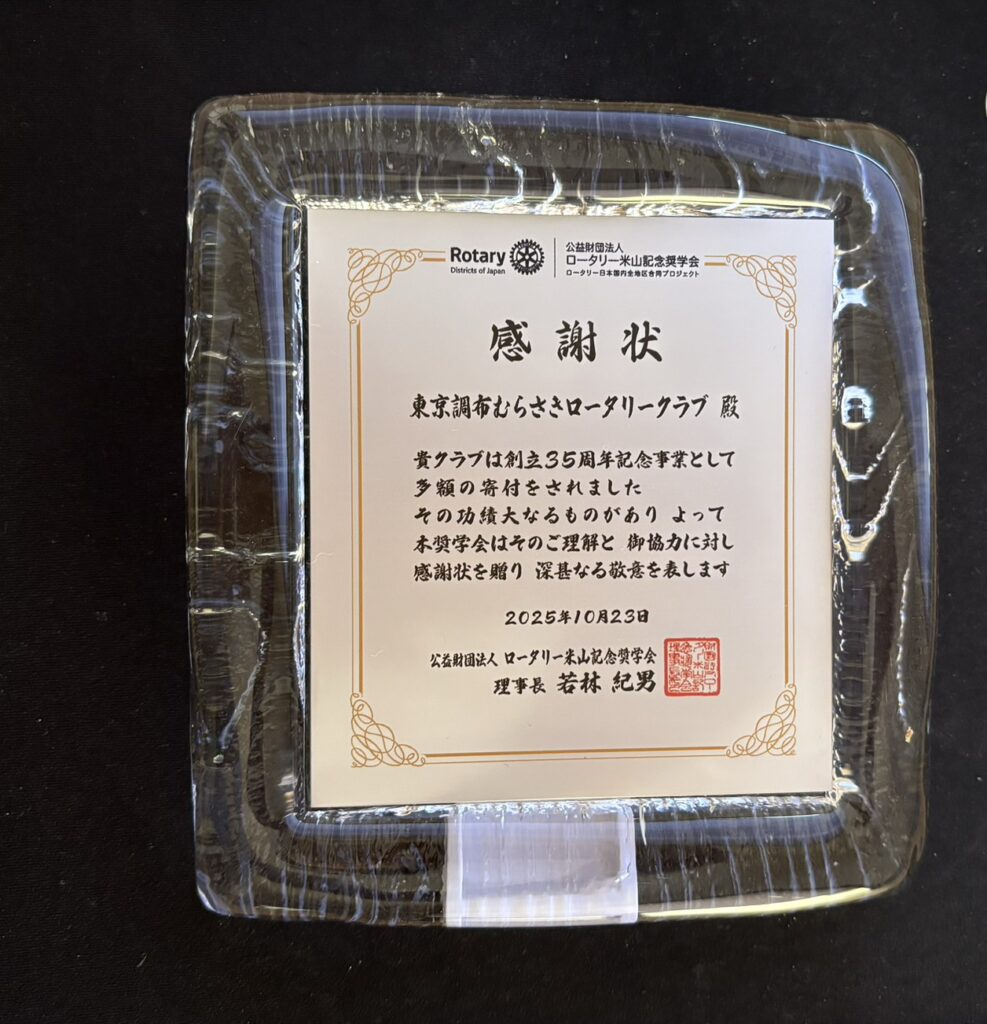 Rotary
Districts of Japan
公益財団法人
ロータリー米山記念奨学会
ロータリー日本国内全地区合同プロジェクト
感謝状
東京調布むらさきロータリークラブ 殿
貴クラブは創立35周年記念事業として
多額の寄付をされました
その功績大なるものがあり よって
本奨学会はそのご理解と 御協力に対し
感謝状を贈り 深甚なる敬意を表します
2025年10月23日
公益財団法人 ロータリー米山記念奨学会
理事長 若林 紀男